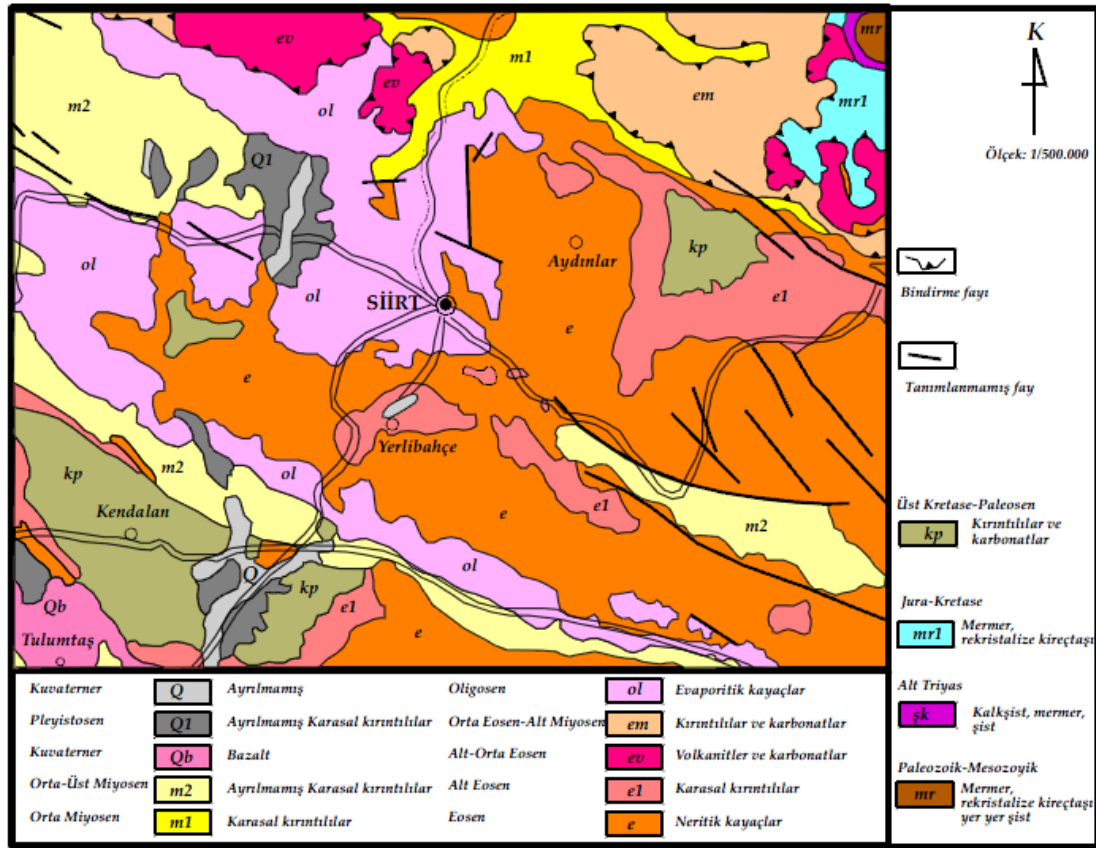 ev
mr
K
m1
ev
em
m2
ol
mr1
Q1
Ölçek: 1/500.000
kp
Aydınlar
ol
ol
e1
Bindirme fayı
SİİRT
e
e
Tanımlanmamış fay
Yerlibahçe
m2
kp
ol
Kendalan
e
e1
m2
Üst Kretase-Paleosen
kp
Kırıntılılar ve
karbonatlar
Q
kp
ol
Qb
e1
e
Tulumtaş
Jura-Kretase
mr1
Mermer,
rekristalize kireçtaşı
Kuvaterner Q Ayrılmamış
Pleyistosen Q1 Ayrılmamış Karasal kırıntılılar
Kuvaterner Qb Bazalt
Orta-Üst Miyosen m2 Ayrılmamış Karasal kırıntılılar
Orta Miyosen m1 Karasal kırıntılılar
Oligosen ol Evaporitik kayaçlar
Orta Eosen-Alt Miyosen em Kırıntılılar ve karbonatlar
Alt-Orta Eosen ev Volkanitler ve karbonatlar
Alt Eosen e1 Karasal kırıntılılar
Eosen e Neritik kayaçlar
Alt Triyas
şk
Kalkşist, mermer,
şist
Paleozoik-Mesozoyik
mr
Mermer,
rekristalize kireçtaşı
yer yer şist